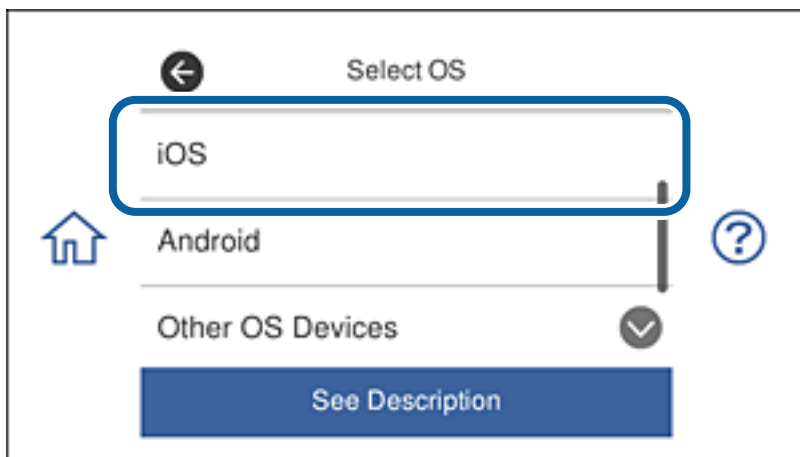 Select OS
iOS
Android
Other OS Devices
See Description